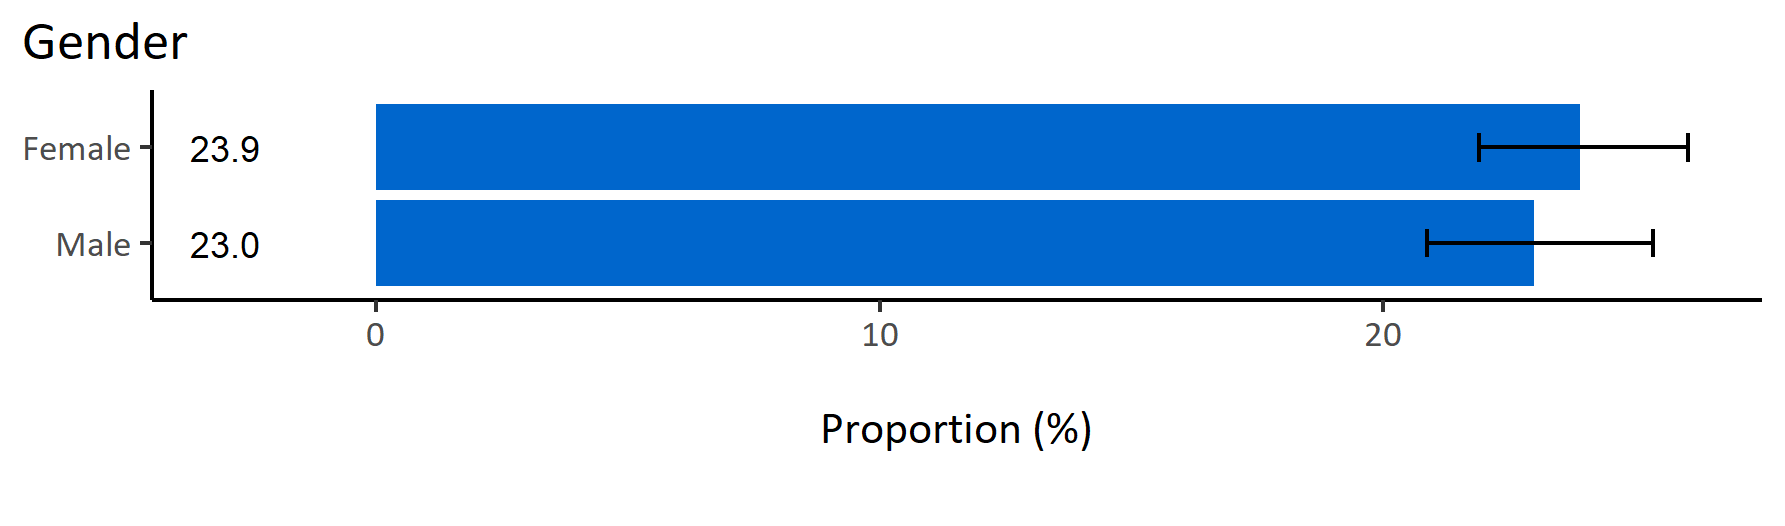 Gender
Female 23.9
Male 23.0
0 10 20
Proportion (%)